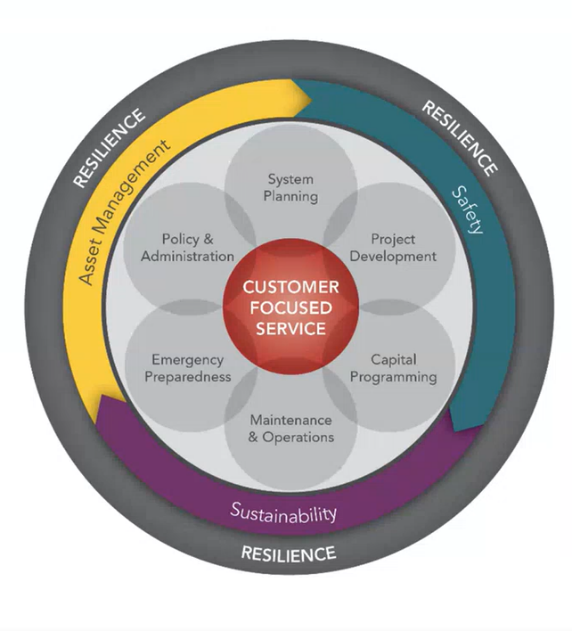 RESILIENCE
RESILIENCE
Asset Management
Safety
System
Planning
Policy &
Administration
Project
Development
CUSTOMER
FOCUSED
SERVICE
Emergency
Preparedness
Capital
Programming
Maintenance
& Operations
Sustainability
RESILIENCE